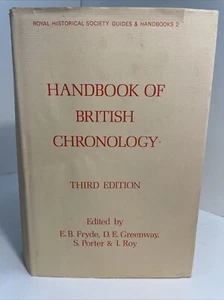 ROYAL HISTORICAL SOCIETY GUIDES & HANDBOOKS 2
HANDBOOK OF
BRITISH
CHRONOLOGY
THIRD EDITION
Edited by
E. B. Fryde, D. E. Greenway,
S. Porter & I. Roy